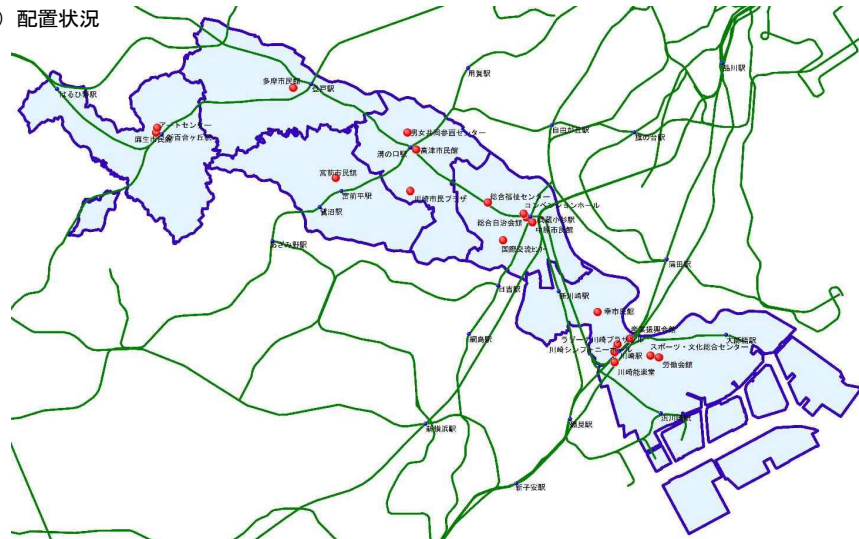 ） 配置状況
品川駅
用賀駅
多摩市民館
登戸駅
はるひ野駅
アートセンター
新百合ヶ丘駅
麻生市民館
男女共同参画センター
自由が丘駅
旗の台駅
溝の口駅
高津市民館
宮前市民館
宮前平駅
川崎市民プラザ
鷺沼駅
総合福祉センター
コンベンションホール
武蔵小杉駅
総合自治会館
中原市民館
国際交流センター
あざみ野駅
蒲田駅
日吉駅
新川崎駅
幸市民館
産業振興会館
大師橋駅
綱島駅
ラゾーナ川崎プラザソル
川崎シンフォニーホール
川崎駅
スポーツ・文化総合センター
労働会館
川崎能楽堂
浜川崎駅
鶴見駅
新横浜駅
新子安駅